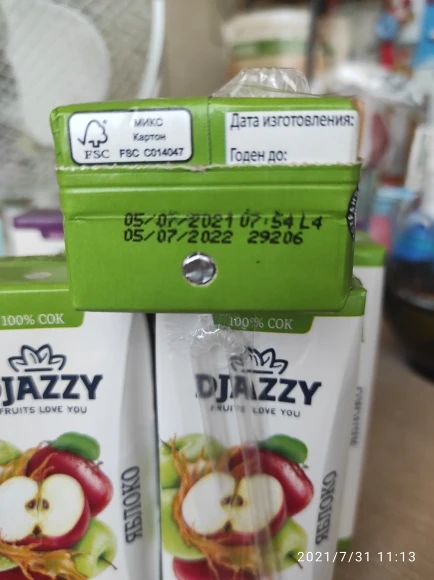 МИКС
Картон
FSC
FSC C014047
Дата изготовления:
Годен до:
05/07/2021 07:54 L4
05/07/2022 29206
100% СОК
100% СОК
DJAZZY
FRUITS LOVE YOU
ЯБЛОКО
DJAZZY
FRUITS LOVE YOU
ЯБЛОКО
2021/7/31 11:13